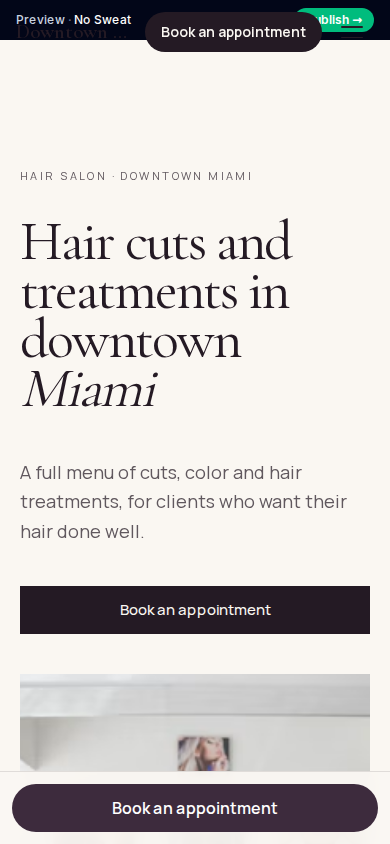 Preview · No Sweat
Downtown ...
Book an appointment
HAIR SALON · DOWNTOWN MIAMI
Hair cuts and
treatments in
downtown
Miami
A full menu of cuts, color and hair
treatments, for clients who want their
hair done well.
Book an appointment
Book an appointment